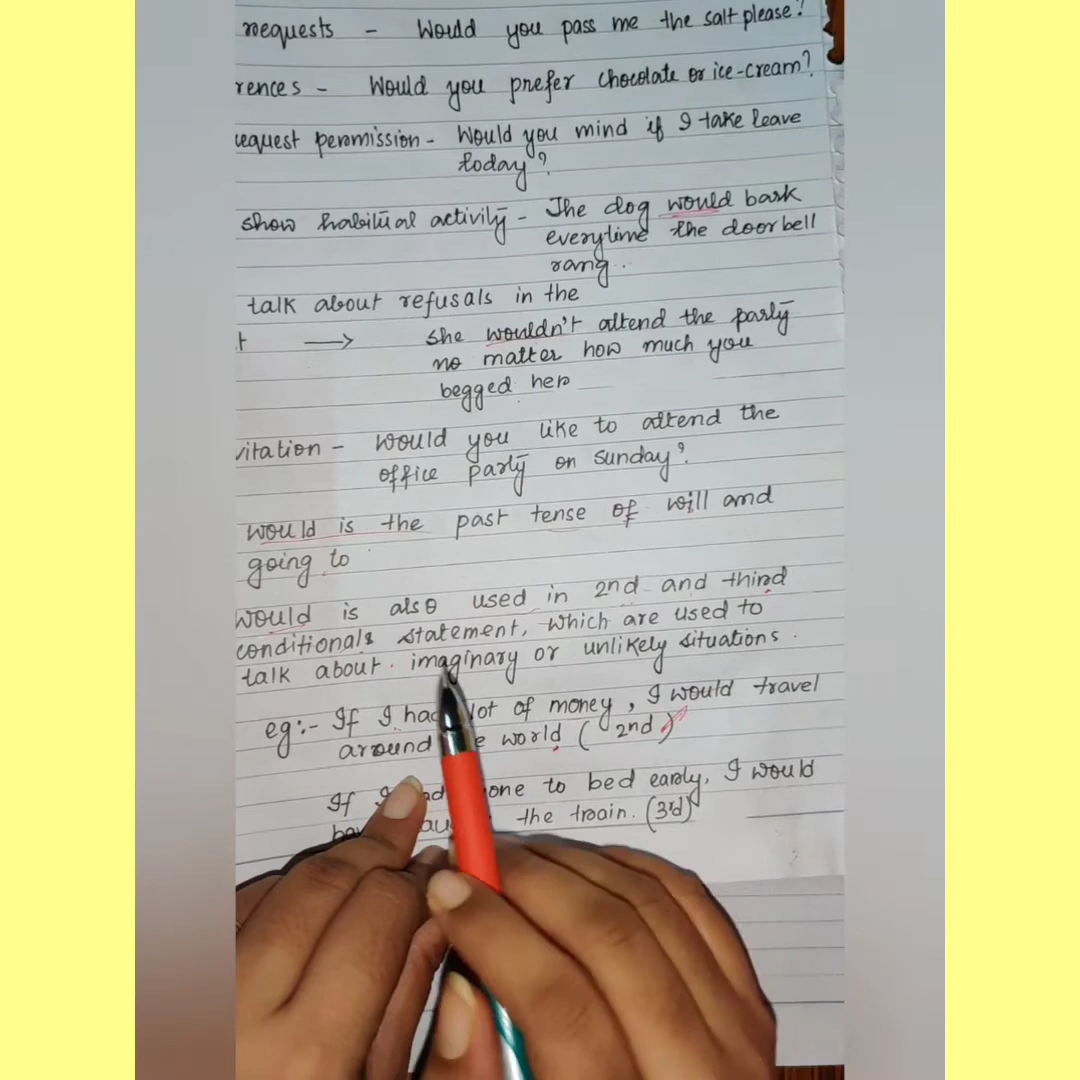 requests - Would you pass me the salt please?
rences - Would you prefer chocolate or ice-cream?
request permission - Would you mind if I take leave
today?
show habitual activity - The dog would bark
everytime the doorbell
rang.
talk about refusals in the
t → She wouldn't attend the party
no matter how much you
begged her
vitation - Would you like to attend the
office party on Sunday?
would is the past tense of will and
going to
would is also used in 2nd and third
conditionals statement, which are used to
talk about imaginary or unlikely situations.
eg:- If I had lot of money, I would travel
around e world (2nd)
If I ad one to bed early, I would
the train. (3rd)